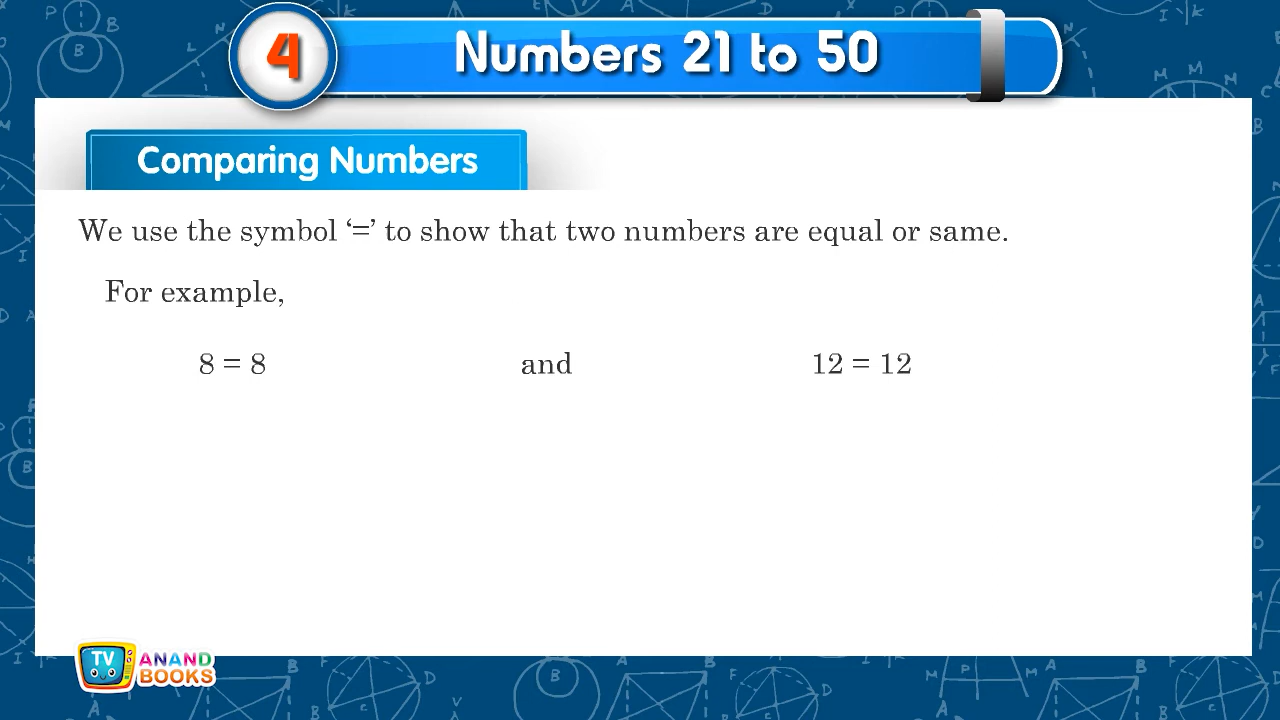 4
Numbers 21 to 50
Comparing Numbers
We use the symbol ‘=’ to show that two numbers are equal or same.
For example,
8 = 8 and 12 = 12
TV
ANAND
BOOKS